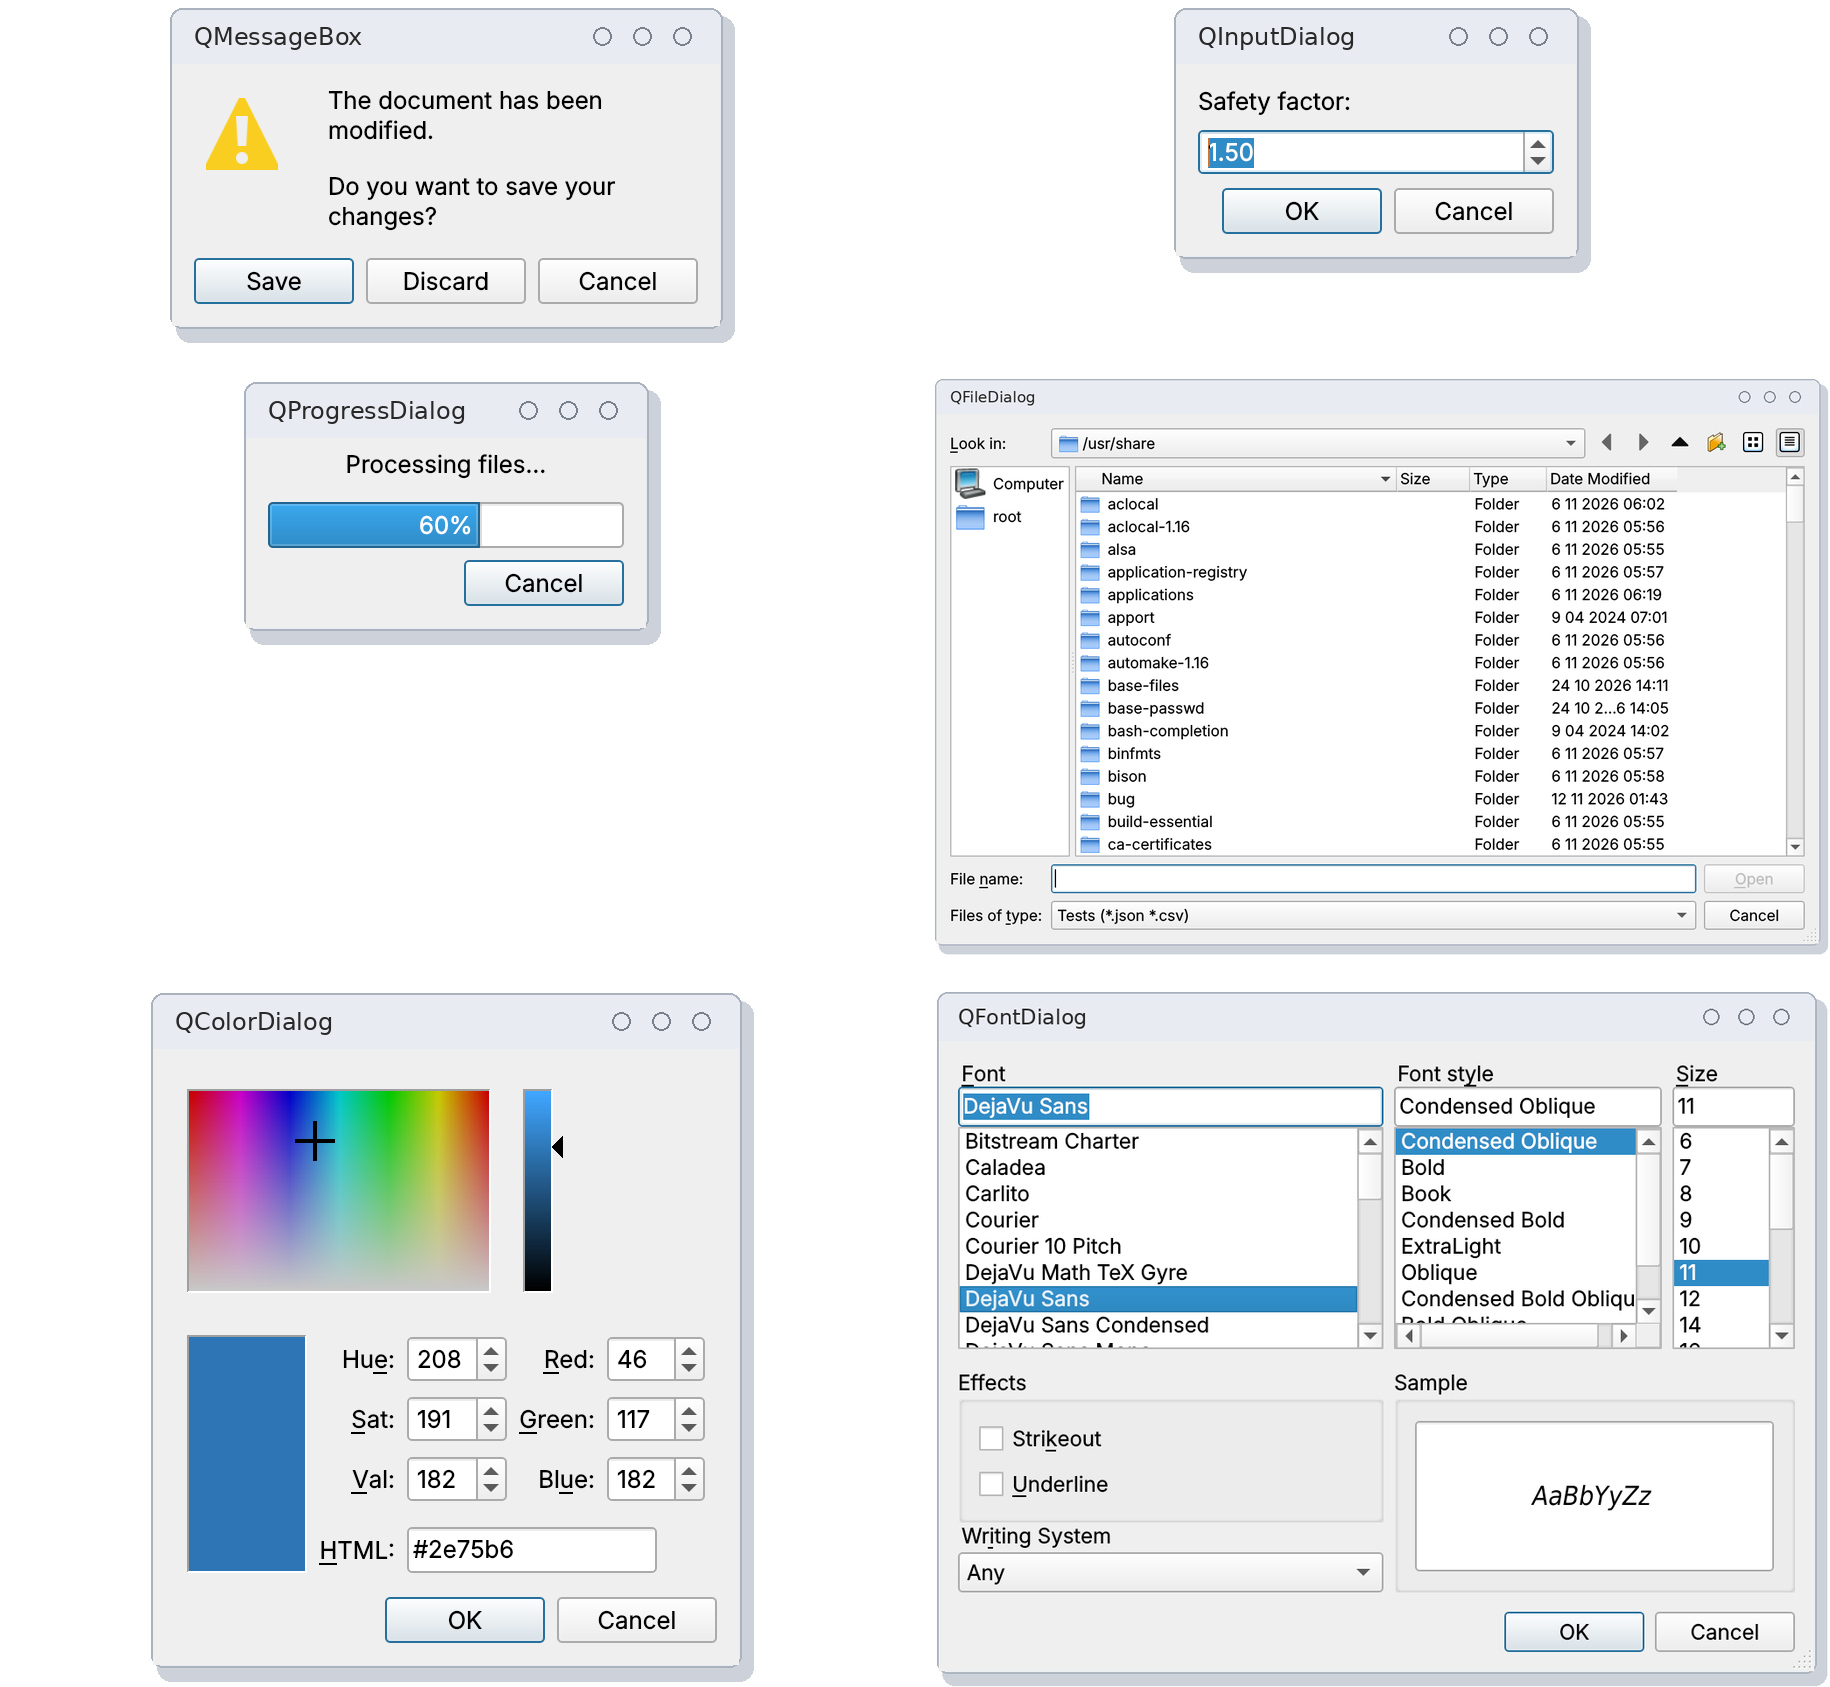 QMessageBox
The document has been
modified.
Do you want to save your
changes?
Save Discard Cancel
QInputDialog
Safety factor:
1.50
OK Cancel
QProgressDialog
Processing files...
60%
Cancel
QFileDialog
Look in: /usr/share
Computer
root
Name Size Type Date Modified
aclocal Folder 6 11 2026 06:02
aclocal-1.16 Folder 6 11 2026 05:56
alsa Folder 6 11 2026 05:55
application-registry Folder 6 11 2026 05:57
applications Folder 6 11 2026 06:19
apport Folder 9 04 2024 07:01
autoconf Folder 6 11 2026 05:56
automake-1.16 Folder 6 11 2026 05:56
base-files Folder 24 10 2026 14:11
base-passwd Folder 24 10 2...6 14:05
bash-completion Folder 9 04 2024 14:02
binfmts Folder 6 11 2026 05:57
bison Folder 6 11 2026 05:58
bug Folder 12 11 2026 01:43
build-essential Folder 6 11 2026 05:55
ca-certificates Folder 6 11 2026 05:55
File name: Open
Files of type: Tests (*.json *.csv) Cancel
QColorDialog
Hue: 208 Red: 46
Sat: 191 Green: 117
Val: 182 Blue: 182
HTML: #2e75b6
OK Cancel
QFontDialog
Font
DejaVu Sans
Bitstream Charter
Caladea
Carlito
Courier
Courier 10 Pitch
DejaVu Math TeX Gyre
DejaVu Sans
DejaVu Sans Condensed
Font style
Condensed Oblique
Condensed Oblique
Bold
Book
Condensed Bold
ExtraLight
Oblique
Condensed Bold Obliqu
Size
11
6
7
8
9
10
11
12
14
Effects
Strikeout
Underline
Writing System
Any
Sample
AaBbYyZz
OK Cancel